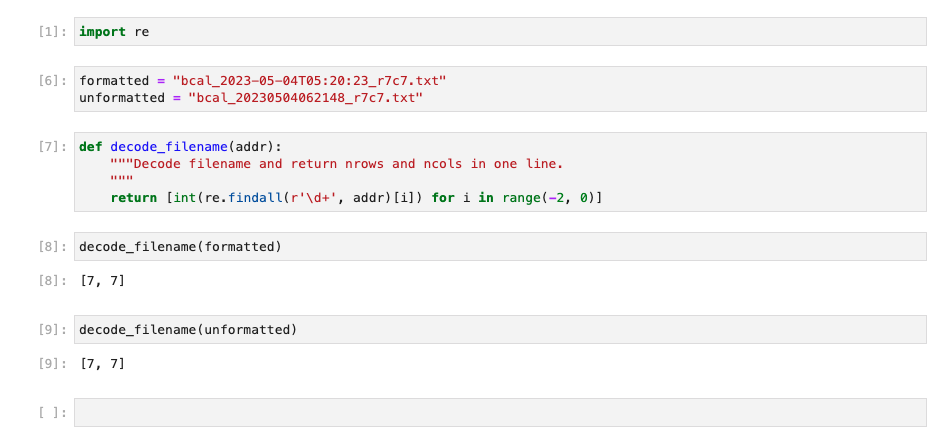 [1]: import re
[6]: formatted = "bcal_2023-05-04T05:20:23_r7c7.txt"
unformatted = "bcal_20230504062148_r7c7.txt"
[7]: def decode_filename(addr):
    """Decode filename and return nrows and ncols in one line.
    """
    return [int(re.findall(r'\d+', addr)[i]) for i in range(-2, 0)]
[8]: decode_filename(formatted)
[8]: [7, 7]
[9]: decode_filename(unformatted)
[9]: [7, 7]
[ ]: